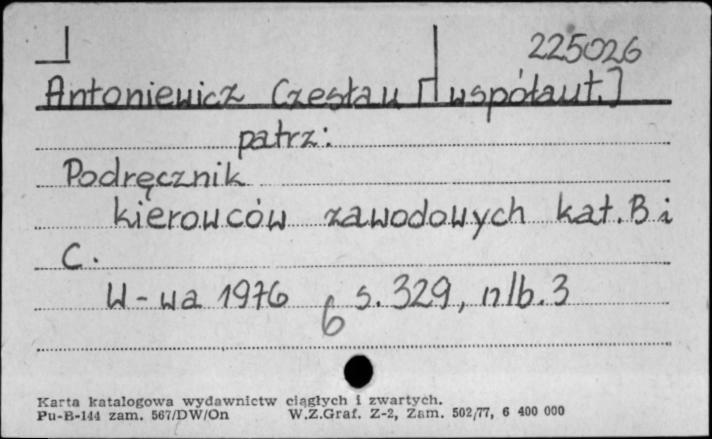 225026
Antoniewicz Czesław [współaut.]
patrz:
Podręcznik
kierowców zawodowych kat. B i
C.
W-wa 1976 s. 329, nlb. 3
6
Karta katalogowa wydawnictw ciągłych i zwartych.
Pu-B-144 zam. 567/DW/On W.Z.Graf. Z-2, Zam. 502/77, 6 400 000